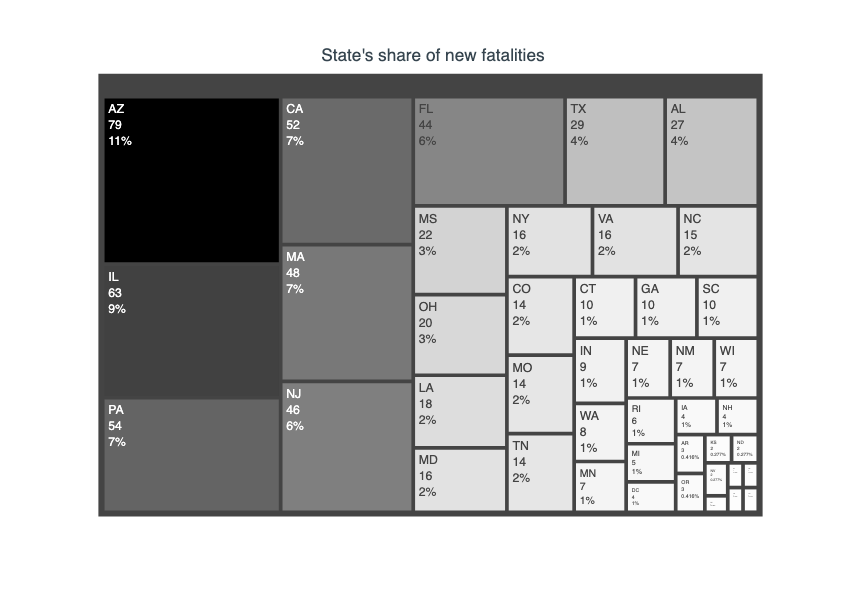 State's share of new fatalities
AZ
79
11%
IL
63
9%
PA
54
7%
CA
52
7%
MA
48
7%
NJ
46
6%
FL
44
6%
TX
29
4%
AL
27
4%
MS
22
3%
OH
20
3%
LA
18
2%
MD
16
2%
NY
16
2%
VA
16
2%
NC
15
2%
CO
14
2%
MO
14
2%
TN
14
2%
CT
10
1%
GA
10
1%
SC
10
1%
IN
9
1%
WA
8
1%
MN
7
1%
NE
7
1%
NM
7
1%
WI
7
1%
RI
6
1%
MI
5
1%
DC
4
1%
IA
4
1%
NH
4
1%
AR
3
0.416%
OR
3
0.416%
KS
2
0.277%
ND
2
0.277%
NV
2
0.277%